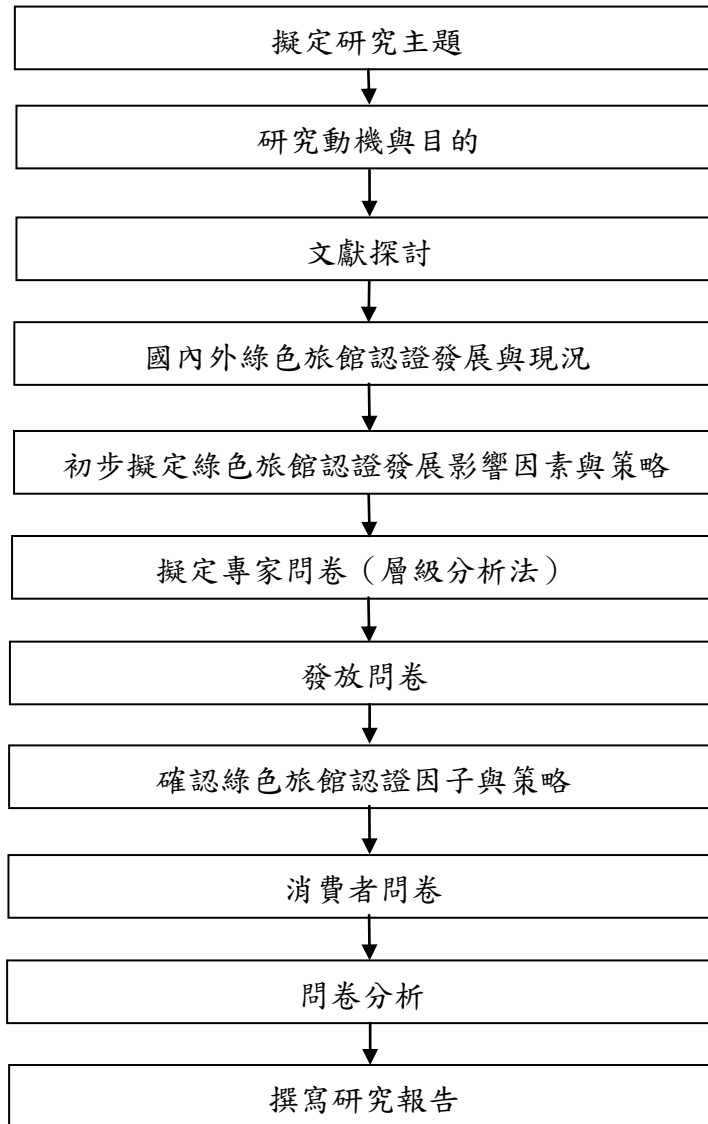 擬定研究主題
研究動機與目的
文獻探討
國內外綠色旅館認證發展與現況
初步擬定綠色旅館認證發展影響因素與策略
擬定專家問卷（層級分析法）
發放問卷
確認綠色旅館認證因子與策略
消費者問卷
問卷分析
撰寫研究報告